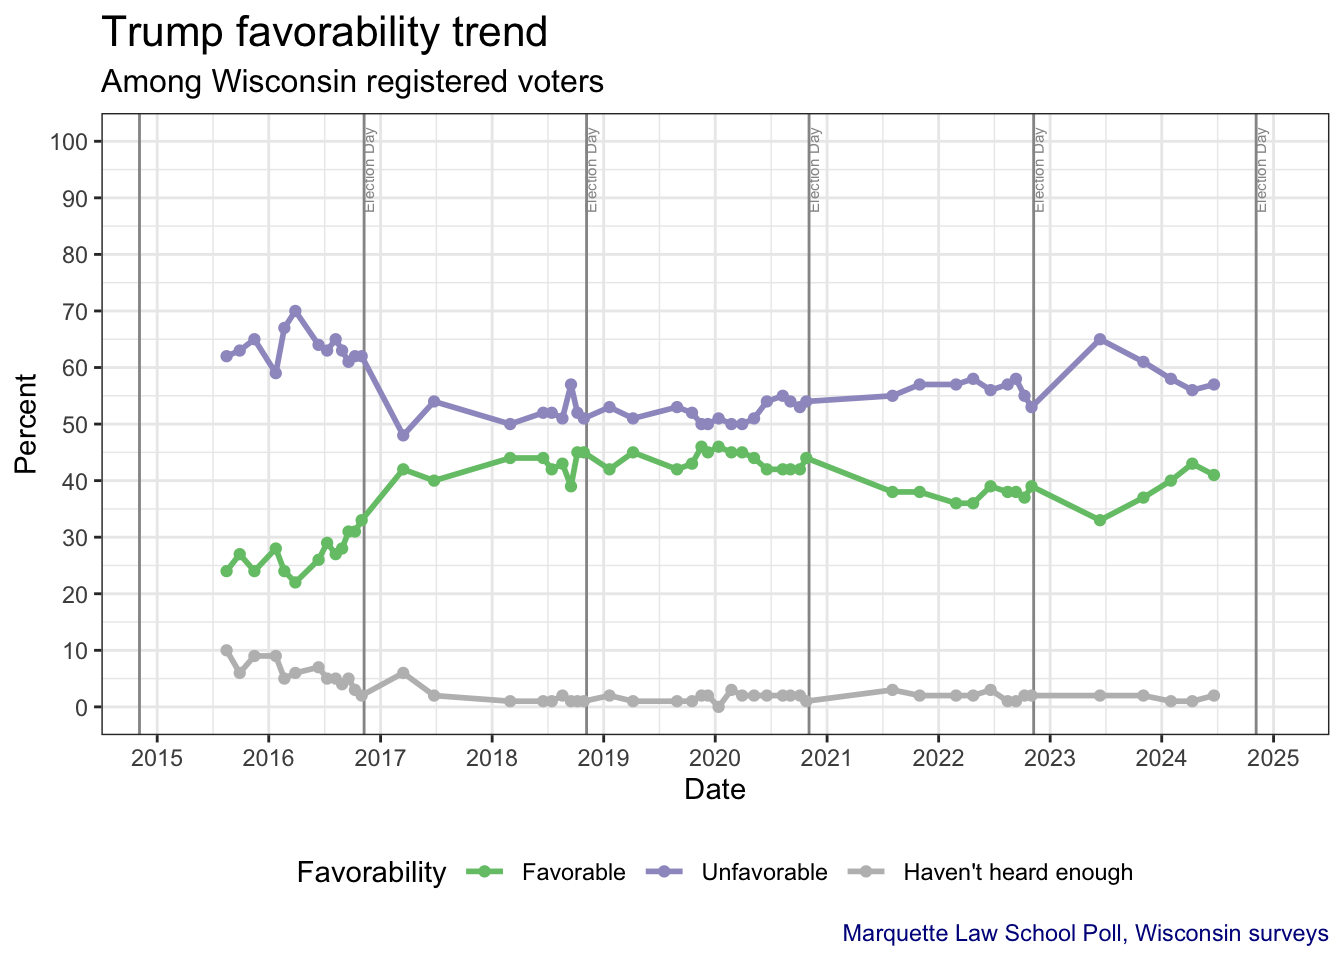 Trump favorability trend
Among Wisconsin registered voters
Election Day
Election Day
Election Day
Election Day
Election Day
100
90
80
70
60
50
40
30
20
10
0
Percent
2015 2016 2017 2018 2019 2020 2021 2022 2023 2024 2025
Date
Favorability Favorable Unfavorable Haven't heard enough
Marquette Law School Poll, Wisconsin surveys